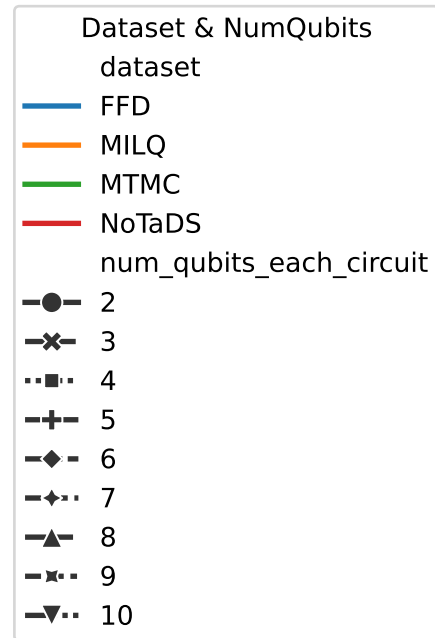 Dataset & NumQubits
dataset
FFD
MILQ
MTMC
NoTaDS
num_qubits_each_circuit
2
3
4
5
6
7
8
9
10